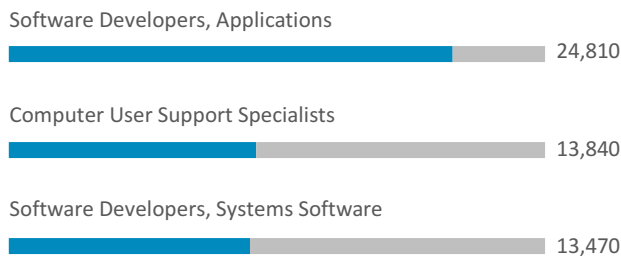 Software Developers, Applications
24,810
Computer User Support Specialists
13,840
Software Developers, Systems Software
13,470